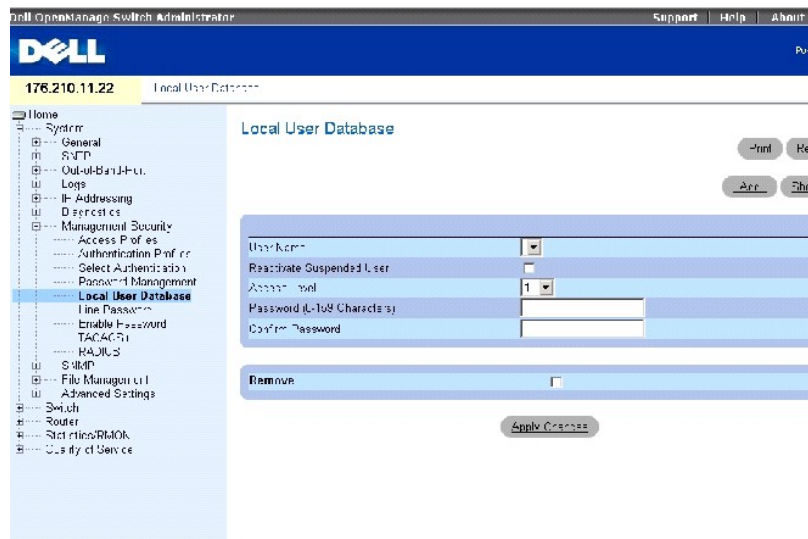 Dell OpenManage Switch Administrator
Support | Help | About
DELL
176.210.11.22
Local User Database
Home
System
General
SNTP
Out-of-Band-Port
Logs
IP Addressing
Diagnostics
Management Security
Access Profiles
Authentication Profiles
Select Authentication
Password Management
Local User Database
Line Password
Enable Password
TACACS+
RADIUS
SNMP
File Management
Advanced Settings
Switch
Router
Statistics/RMON
Quality of Service
Local User Database
Print
Re
Add
Sho
User Name
Reactivate Suspended User
Access Level
1
Password (0-159 Characters)
Confirm Password
Remove
Apply Changes